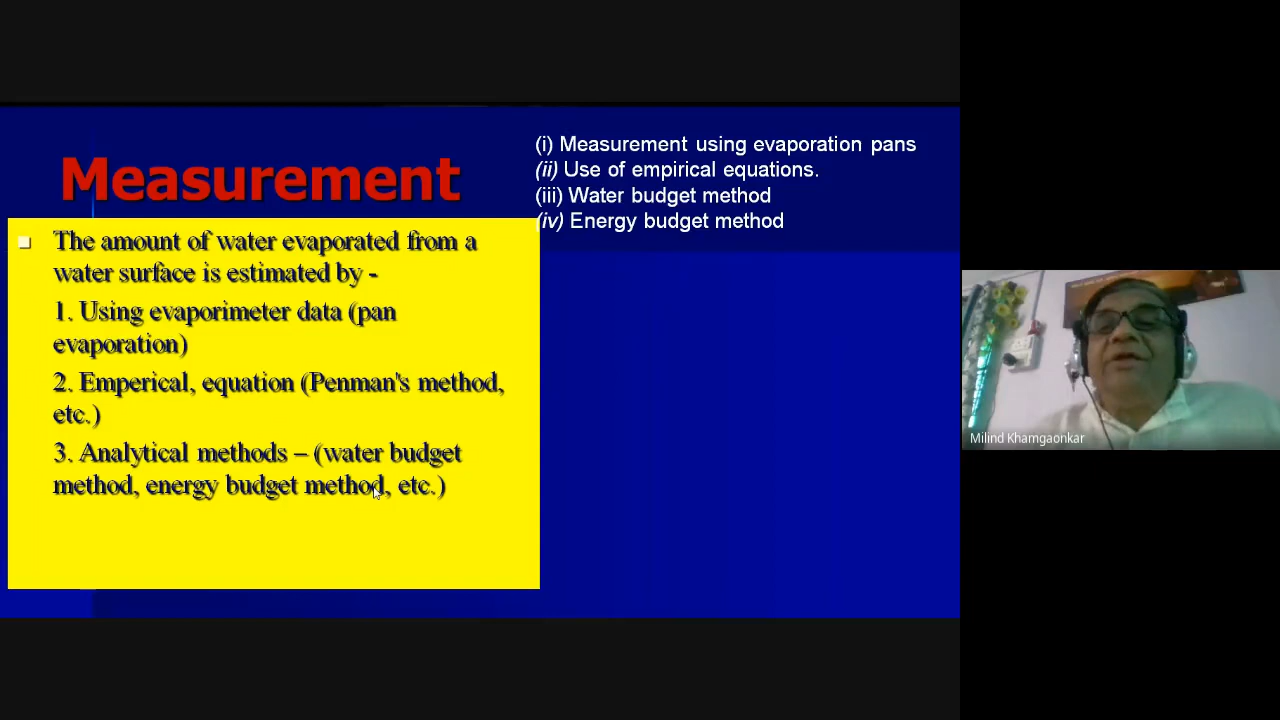 Measurement
The amount of water evaporated from a
water surface is estimated by -
1. Using evaporimeter data (pan
evaporation)
2. Emperical, equation (Penman's method,
etc.)
3. Analytical methods – (water budget
method, energy budget method, etc.)
(i) Measurement using evaporation pans
(ii) Use of empirical equations.
(iii) Water budget method
(iv) Energy budget method
Milind Khamgaonkar